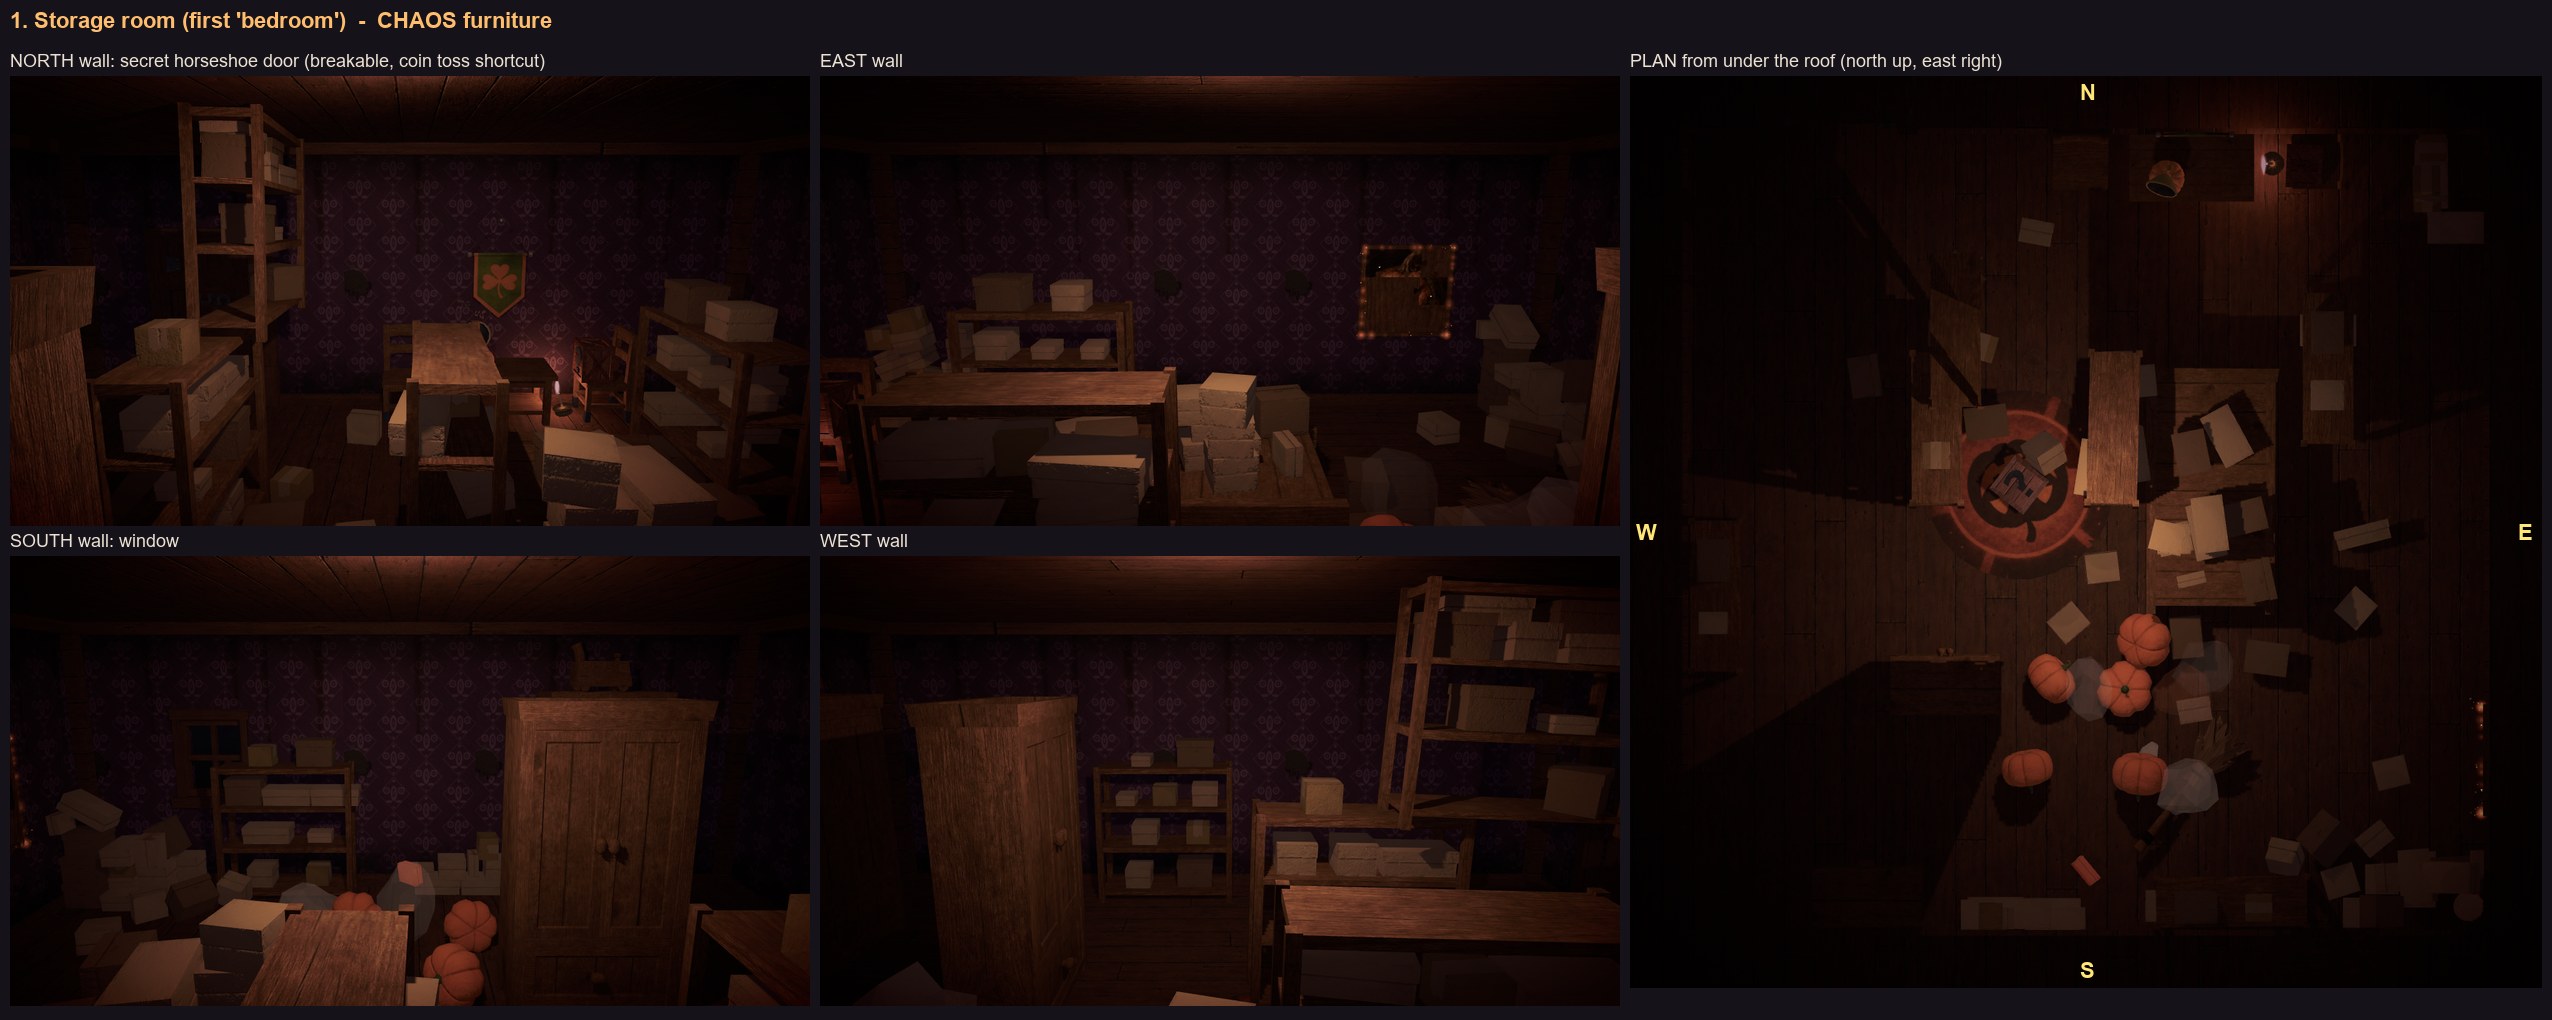 1. Storage room (first 'bedroom')  -  CHAOS furniture
NORTH wall: secret horseshoe door (breakable, coin toss shortcut)
EAST wall
PLAN from under the roof (north up, east right)
N
W
?
E
S
SOUTH wall: window
WEST wall